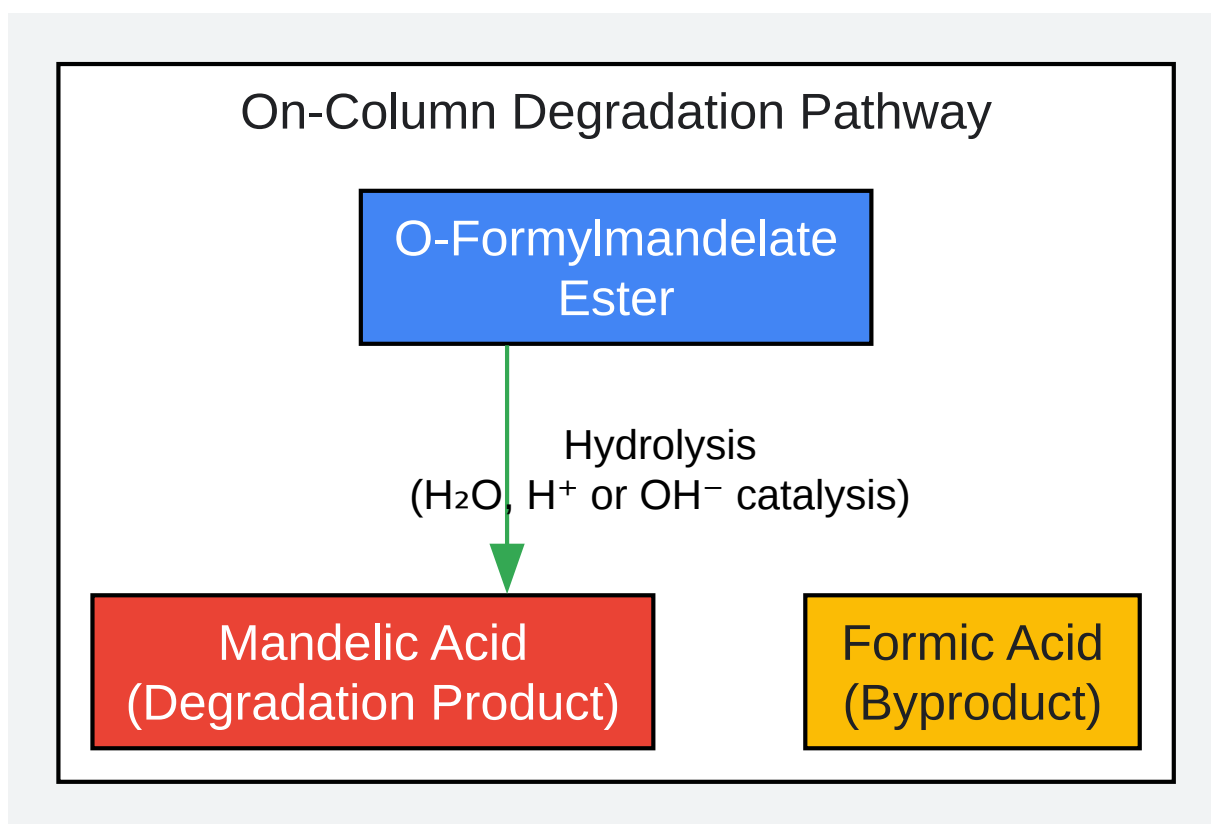 On-Column Degradation Pathway
O-Formylmandelate
Ester
Hydrolysis
(H₂O, H⁺ or OH⁻ catalysis)
Mandelic Acid
(Degradation Product)
Formic Acid
(Byproduct)